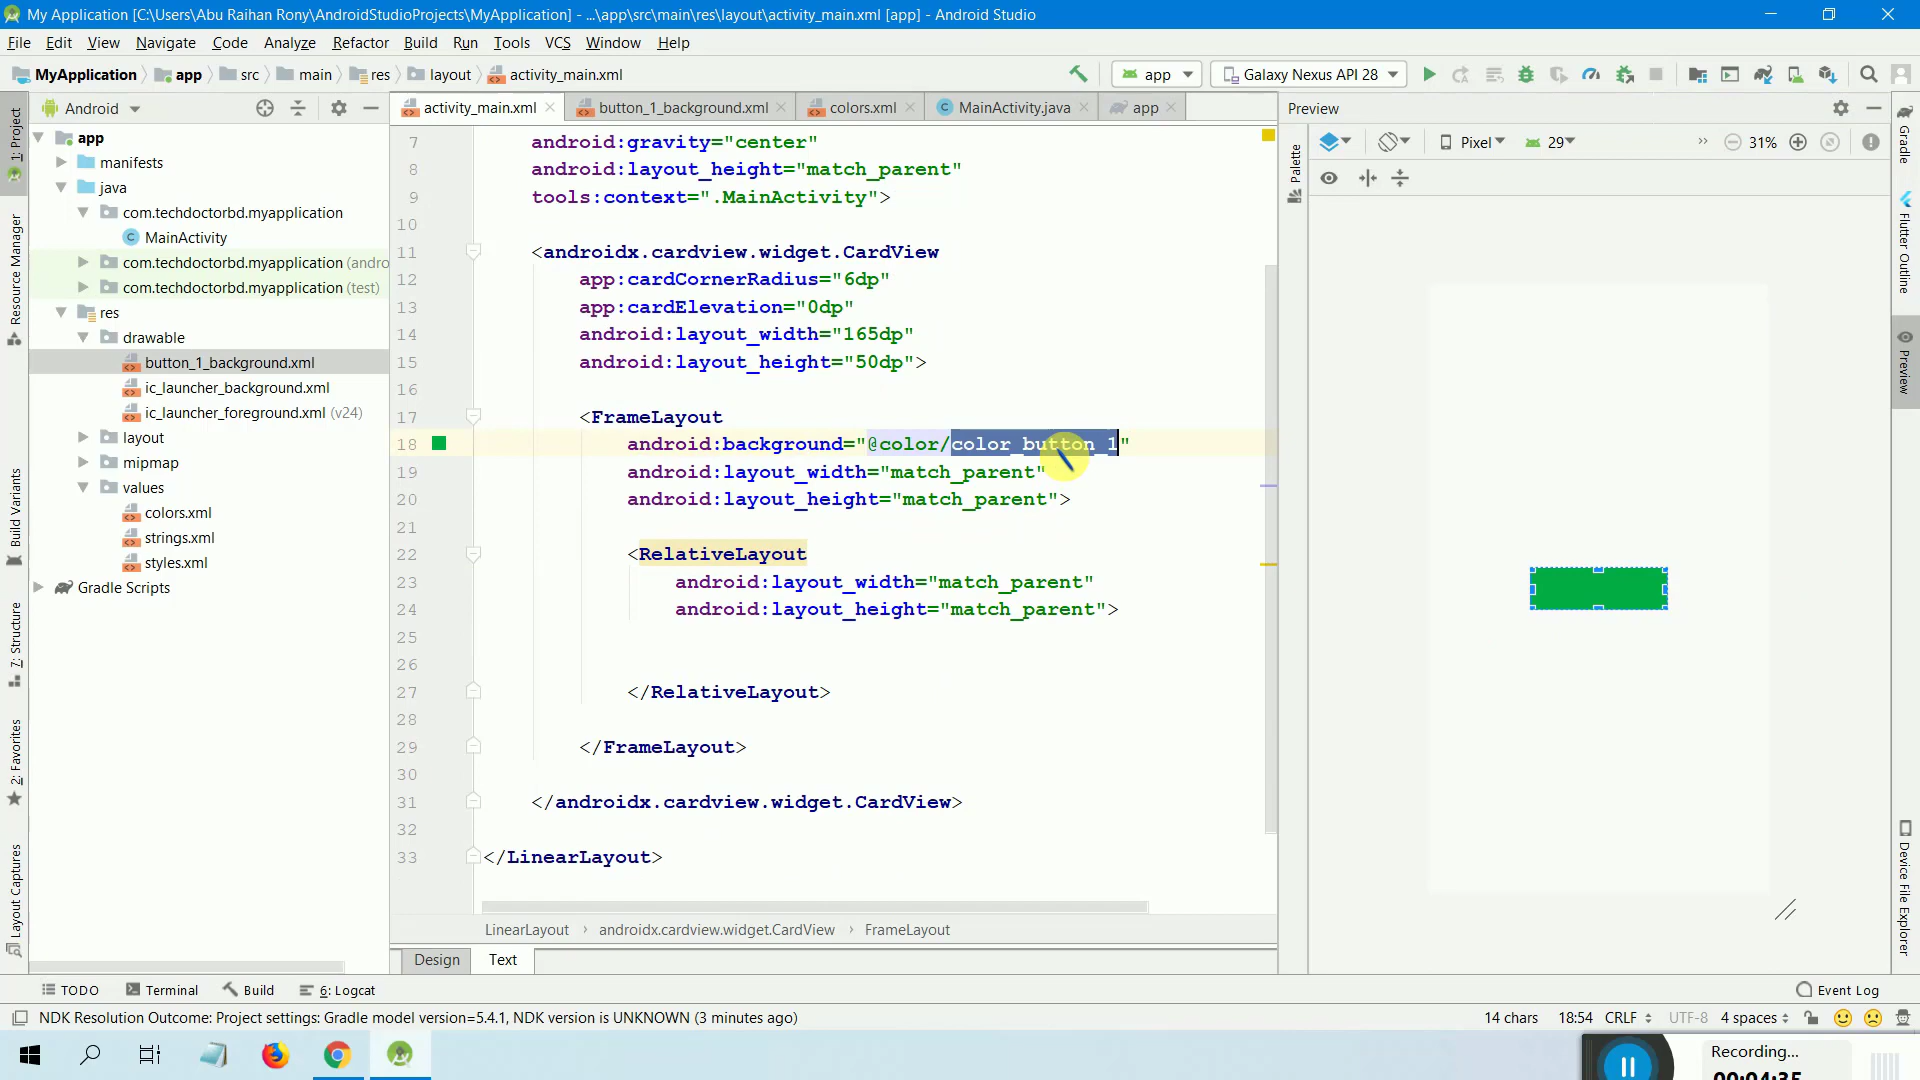 My Application [C:\Users\Abu Raihan Rony\AndroidStudioProjects\MyApplication] - ...\app\src\main\res\layout\activity_main.xml [app] - Android Studio
File Edit View Navigate Code Analyze Refactor Build Run Tools VCS Window Help
MyApplication app src main res layout activity_main.xml app Galaxy Nexus API 28
Android activity_main.xml button_1_background.xml colors.xml MainActivity.java app Preview
1: Project
Resource Manager
Build Variants
7: Structure
2: Favorites
Layout Captures
app
manifests
java
com.techdoctorbd.myapplication
MainActivity
com.techdoctorbd.myapplication (andro
com.techdoctorbd.myapplication (test)
res
drawable
button_1_background.xml
ic_launcher_background.xml
ic_launcher_foreground.xml (v24)
layout
mipmap
values
colors.xml
strings.xml
styles.xml
Gradle Scripts
7 android:gravity="center"
8 android:layout_height="match_parent"
9 tools:context=".MainActivity">
10
11 <androidx.cardview.widget.CardView
12 app:cardCornerRadius="6dp"
13 app:cardElevation="0dp"
14 android:layout_width="165dp"
15 android:layout_height="50dp">
16
17 <FrameLayout
18 android:background="@color/color_button_1"
19 android:layout_width="match_parent"
20 android:layout_height="match_parent">
21
22 <RelativeLayout
23 android:layout_width="match_parent"
24 android:layout_height="match_parent">
25
26
27 </RelativeLayout>
28
29 </FrameLayout>
30
31 </androidx.cardview.widget.CardView>
32
33 </LinearLayout>
LinearLayout › androidx.cardview.widget.CardView › FrameLayout
Design Text
Palette
Pixel 29 » 31%
Gradle
Flutter Outline
Preview
Device File Explorer
TODO Terminal Build 6: Logcat Event Log
NDK Resolution Outcome: Project settings: Gradle model version=5.4.1, NDK version is UNKNOWN (3 minutes ago) 14 chars 18:54 CRLF UTF-8 4 spaces
Recording...
00:04:35